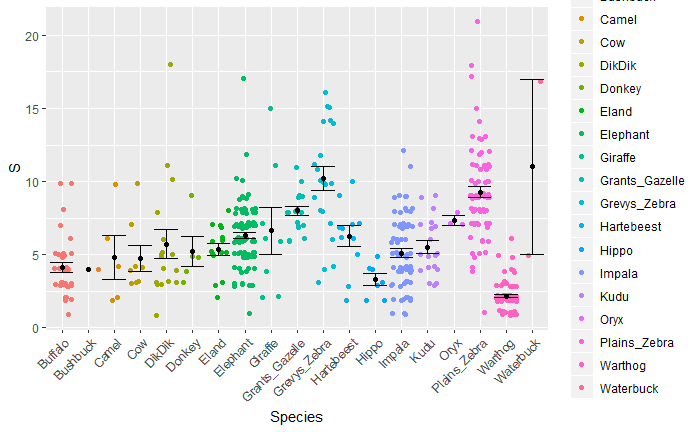 Bushbuck
Camel
Cow
DikDik
Donkey
Eland
Elephant
Giraffe
Grants_Gazelle
Grevys_Zebra
Hartebeest
Hippo
Impala
Kudu
Oryx
Plains_Zebra
Warthog
Waterbuck
20
15
10
5
0
S
Buffalo
Bushbuck
Camel
Cow
DikDik
Donkey
Eland
Elephant
Giraffe
Grants_Gazelle
Grevys_Zebra
Hartebeest
Hippo
Impala
Kudu
Oryx
Plains_Zebra
Warthog
Waterbuck
Species